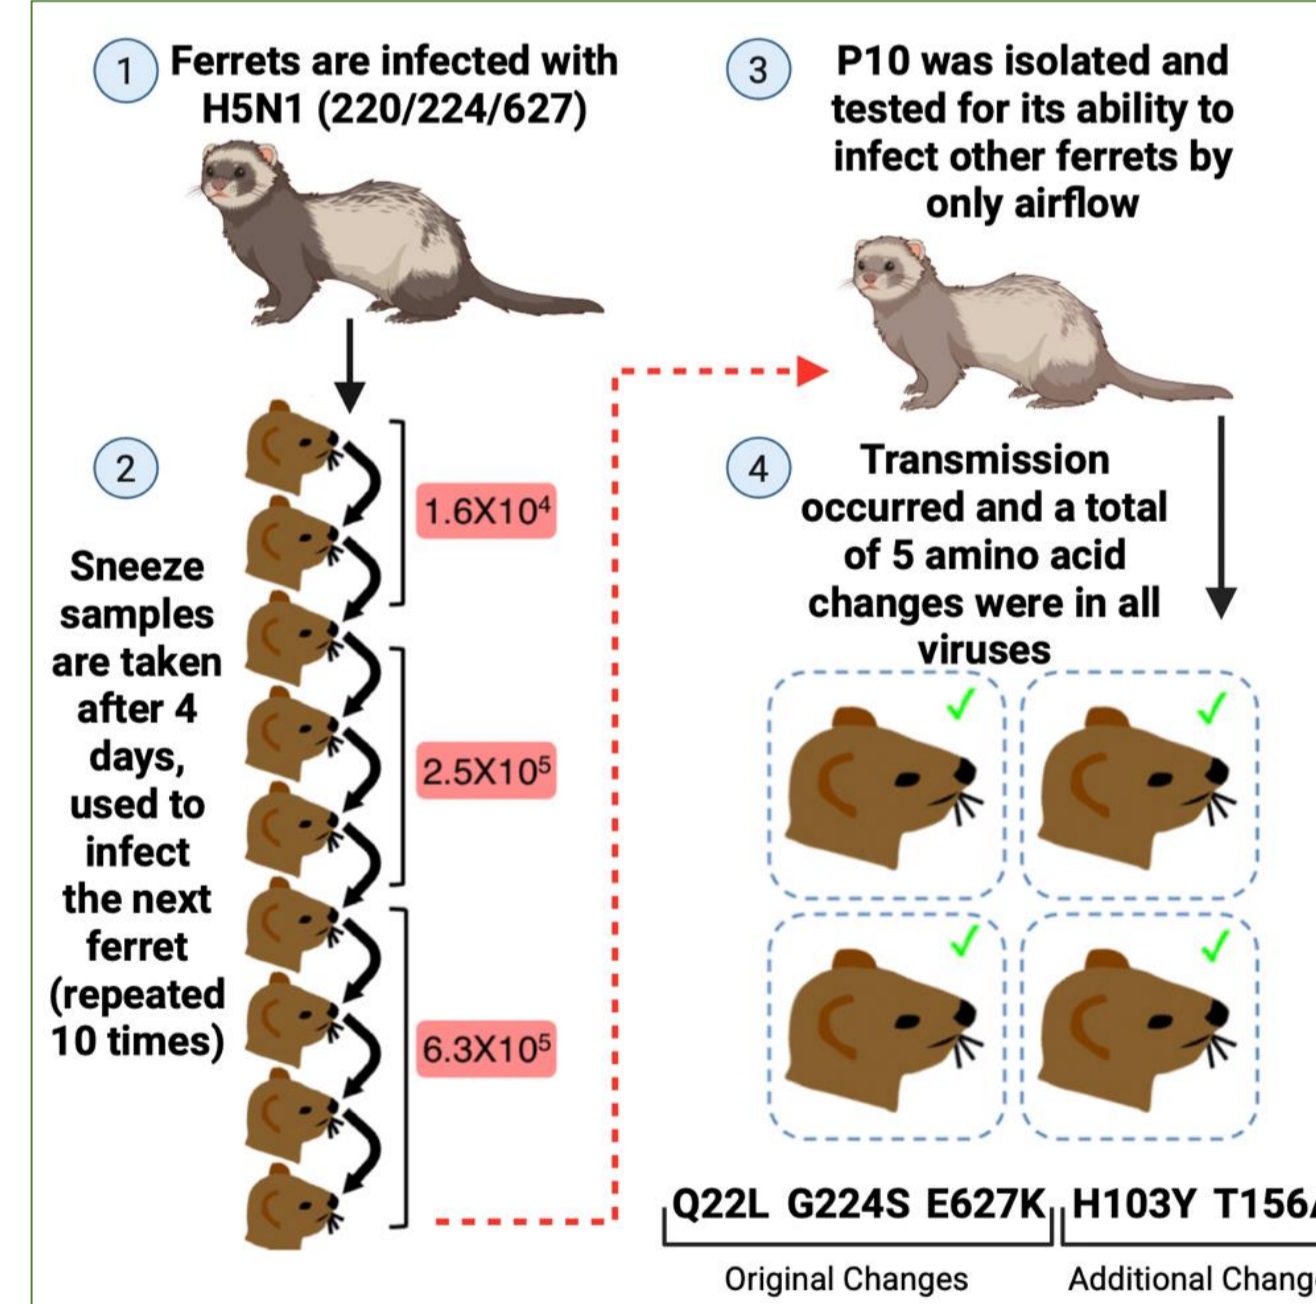 1
Ferrets are infected with
H5N1 (220/224/627)
2
Sneeze
samples
are taken
after 4
days,
used to
infect
the next
ferret
(repeated
10 times)
1.6X10⁴
2.5X10⁵
6.3X10⁵
3
P10 was isolated and
tested for its ability to
infect other ferrets by
only airflow
4
Transmission
occurred and a total
of 5 amino acid
changes were in all
viruses
✓ ✓
✓ ✓
Q22L G224S E627K H103Y T156
Original Changes Additional